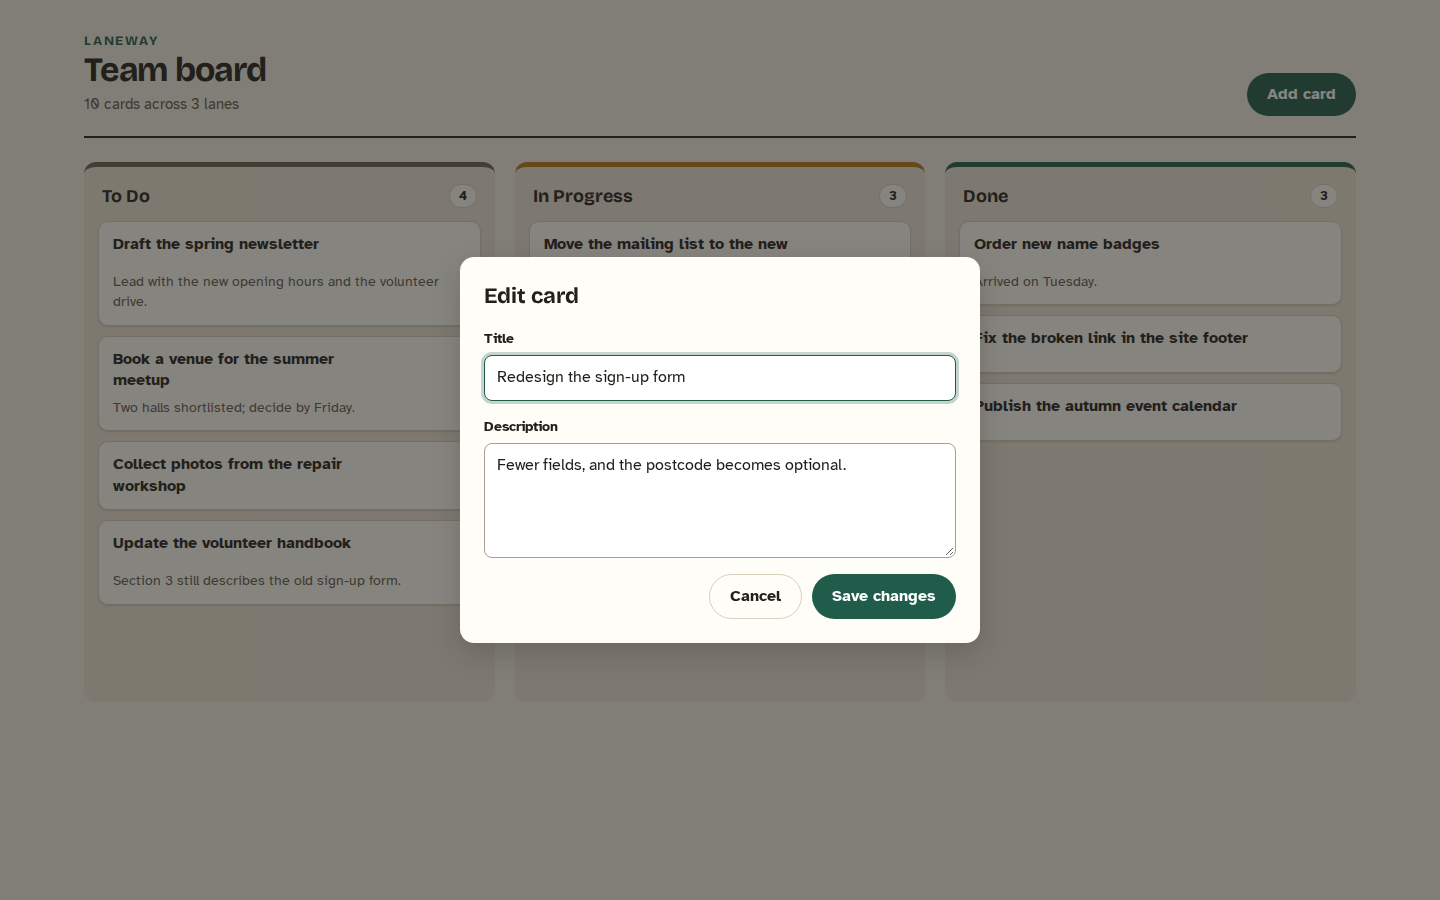 LANEWAY
Team board
10 cards across 3 lanes
Add card
To Do
4
Draft the spring newsletter
Lead with the new opening hours and the volunteer
drive.
Book a venue for the summer
meetup
Two halls shortlisted; decide by Friday.
Collect photos from the repair
workshop
Update the volunteer handbook
Section 3 still describes the old sign-up form.
In Progress
3
Move the mailing list to the new
Done
3
Order new name badges
Arrived on Tuesday.
Fix the broken link in the site footer
Publish the autumn event calendar
Edit card
Title
Redesign the sign-up form
Description
Fewer fields, and the postcode becomes optional.
Cancel
Save changes